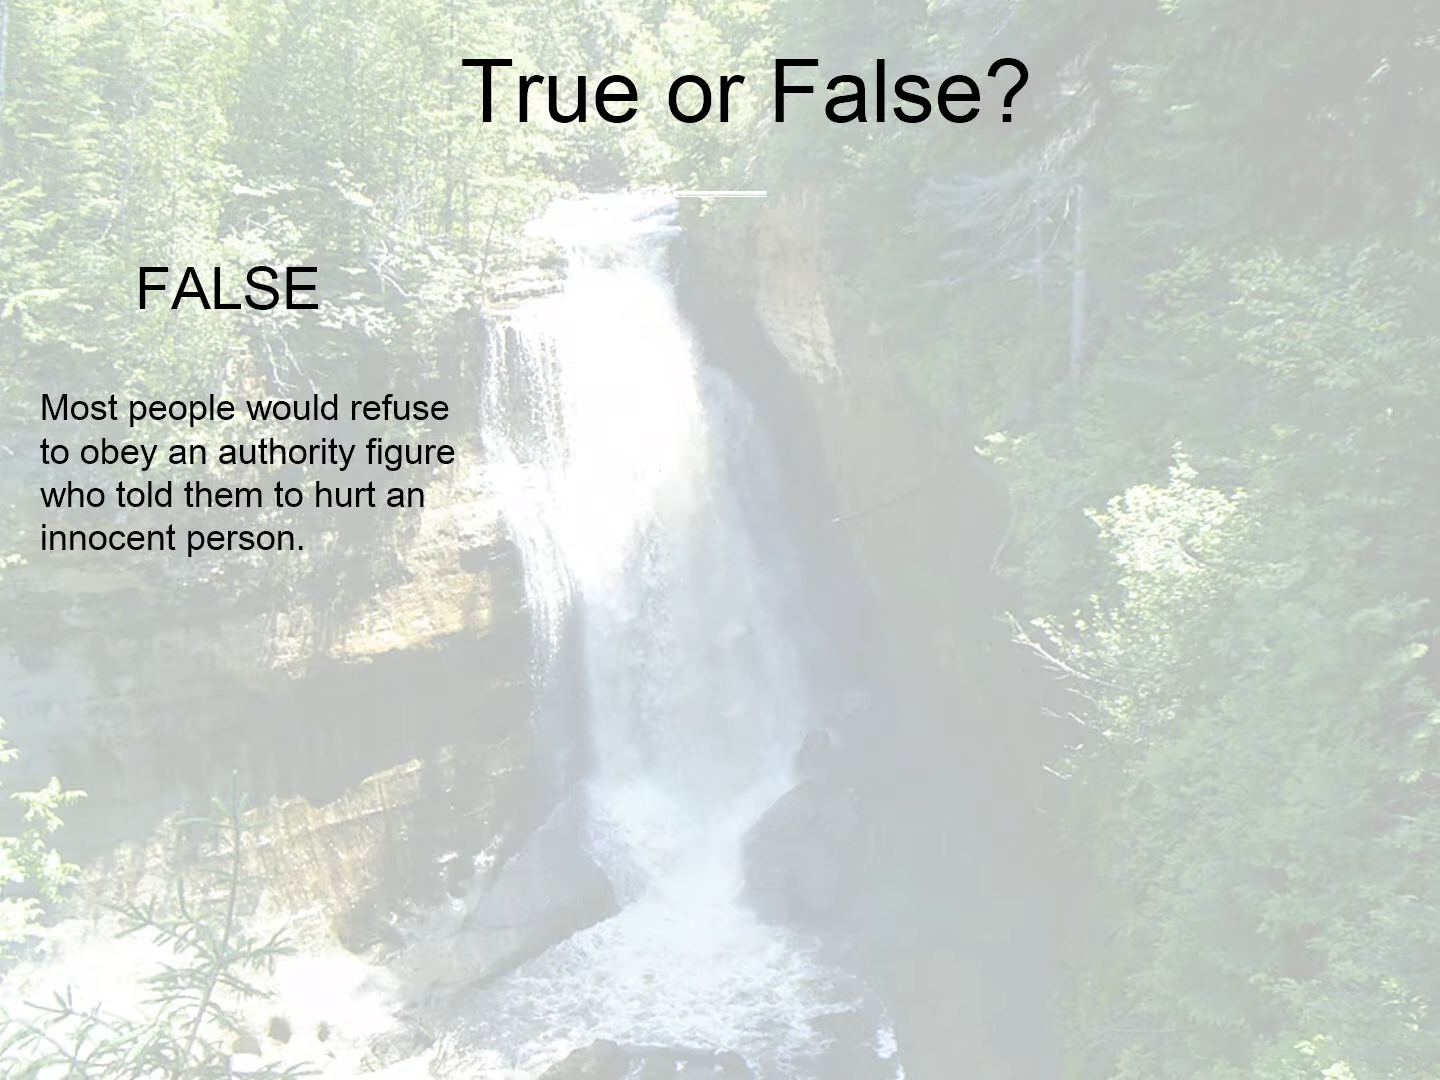 True or False?
FALSE
Most people would refuse
to obey an authority figure
who told them to hurt an
innocent person.